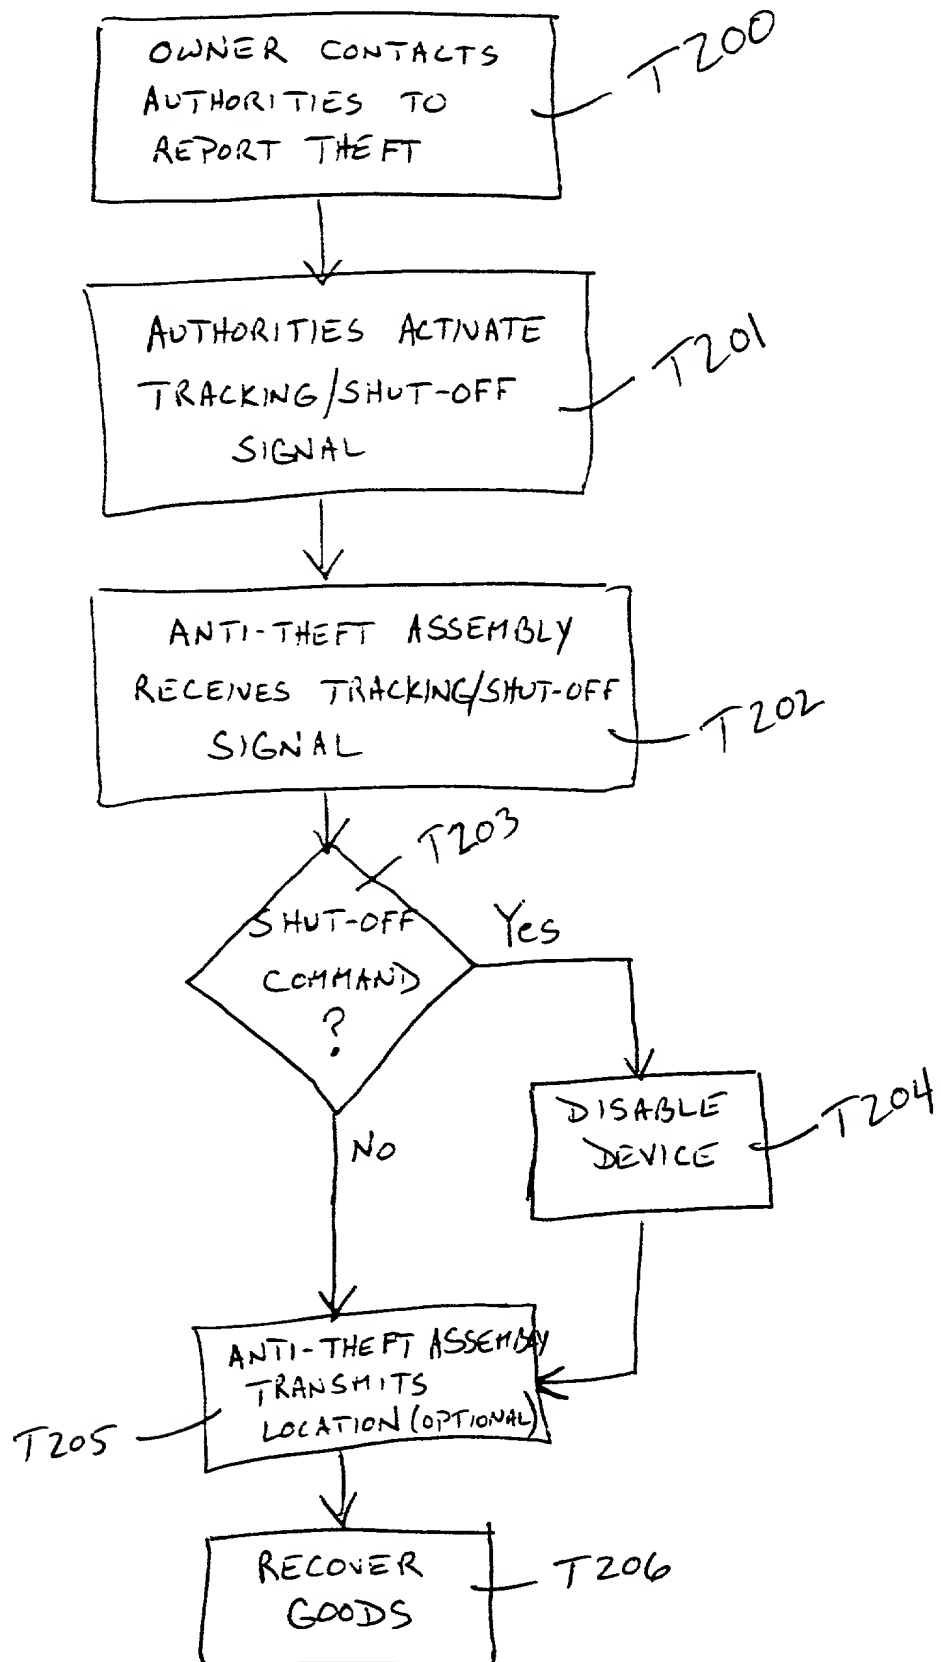 OWNER CONTACTS
AUTHORITIES TO
REPORT THEFT
T200
AUTHORITIES ACTIVATE
TRACKING/SHUT-OFF
SIGNAL
T201
ANTI-THEFT ASSEMBLY
RECEIVES TRACKING/SHUT-OFF
SIGNAL
T202
T203
SHUT-OFF
COMMAND
?
Yes
No
DISABLE
DEVICE
T204
ANTI-THEFT ASSEMBLY
TRANSMITS
LOCATION (OPTIONAL)
T205
RECOVER
GOODS
T206